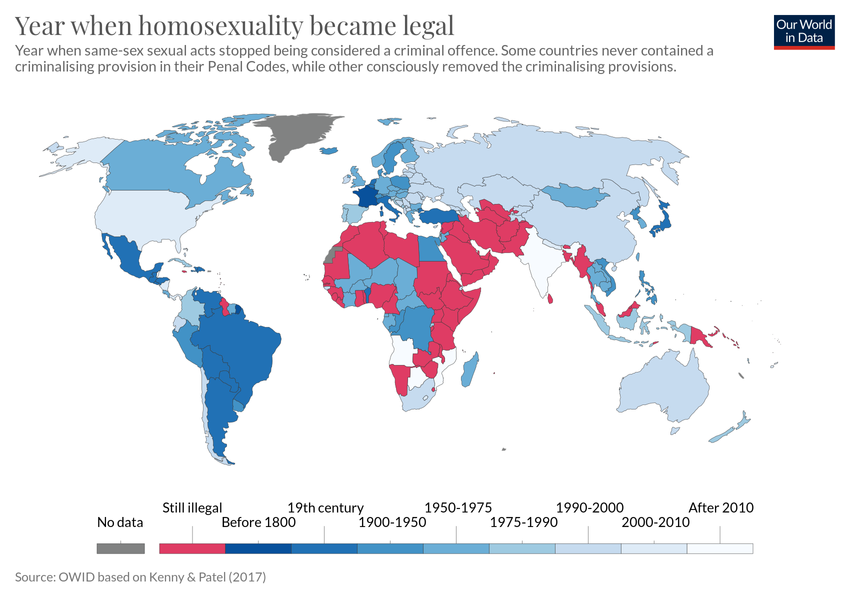 Year when homosexuality became legal
Our World
in Data
Year when same-sex sexual acts stopped being considered a criminal offence. Some countries never contained a
criminalising provision in their Penal Codes, while other consciously removed the criminalising provisions.
Still illegal 19th century 1950-1975 1990-2000 After 2010
No data Before 1800 1900-1950 1975-1990 2000-2010
Source: OWID based on Kenny & Patel (2017)